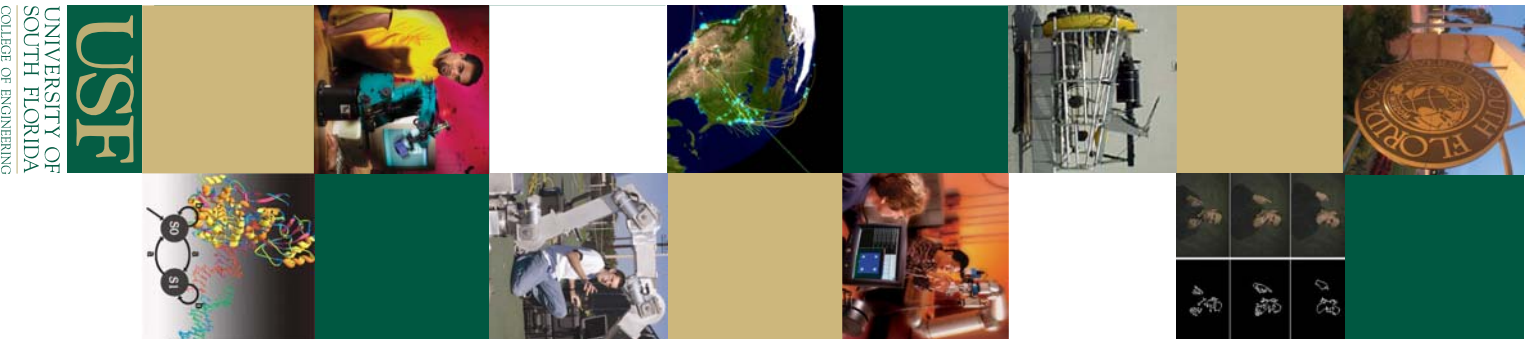 USF
UNIVERSITY OF
SOUTH FLORIDA
COLLEGE OF ENGINEERING
S0
a
a
S1
b
SOUTH FLORIDA